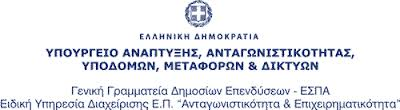 ΕΛΛΗΝΙΚΗ ΔΗΜΟΚΡΑΤΙΑ
ΥΠΟΥΡΓΕΙΟ ΑΝΑΠΤΥΞΗΣ, ΑΝΤΑΓΩΝΙΣΤΙΚΟΤΗΤΑΣ,
ΥΠΟΔΟΜΩΝ, ΜΕΤΑΦΟΡΩΝ & ΔΙΚΤΥΩΝ
Γενική Γραμματεία Δημοσίων Επενδύσεων - ΕΣΠΑ
Ειδική Υπηρεσία Διαχείρισης Ε.Π. “Ανταγωνιστικότητα & Επιχειρηματικότητα”